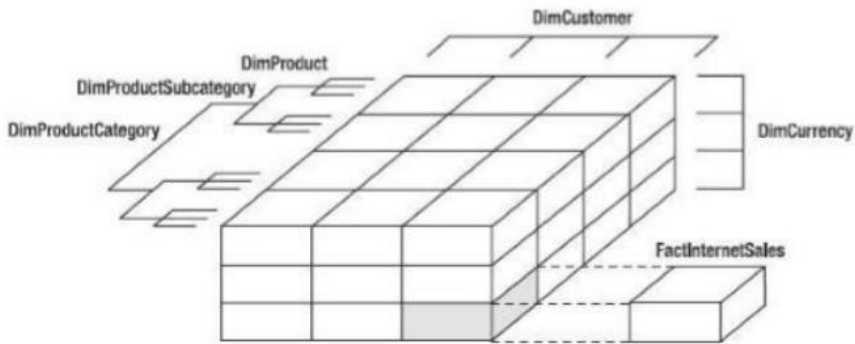 DimCustomer
DimProduct
DimProductSubcategory
DimProductCategory
DimCurrency
FactInternetSales